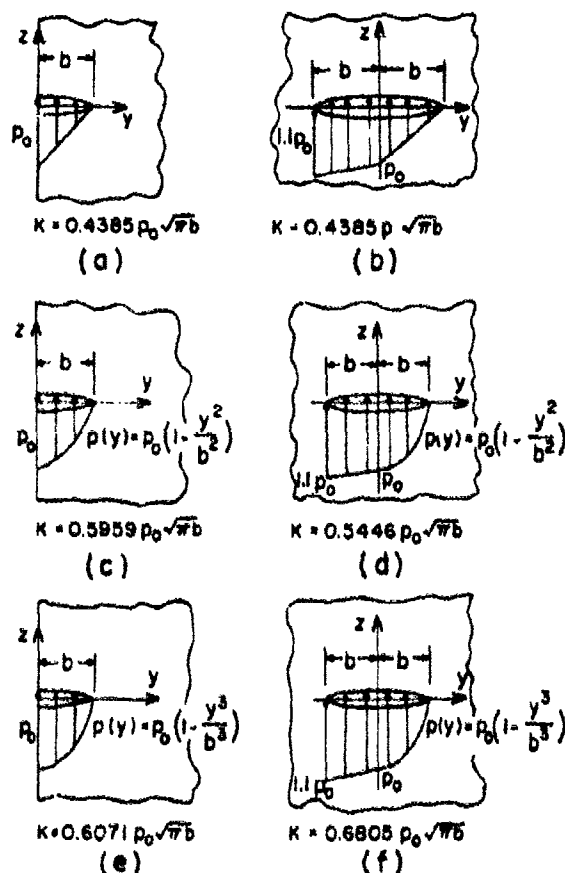 z b y p₀
K = 0.4385 p₀ √πb
(a)
z b b y 1.1p₀ p₀
K - 0.4385 p √πb
(b)
z b y p₀ p(y) = p₀(1 - y²/b²)
K = 0.5959 p₀ √πb
(c)
z b b y 1.1p₀ p₀ p(y) = p₀(1 - y²/b²)
K = 0.5446 p₀ √πb
(d)
z b y p₀ p(y) = p₀(1 - y³/b³)
K = 0.6071 p₀ √πb
(e)
z b b y 1.1p₀ p₀ p(y) = p₀(1 - y³/b³)
K = 0.6805 p₀ √πb
(f)